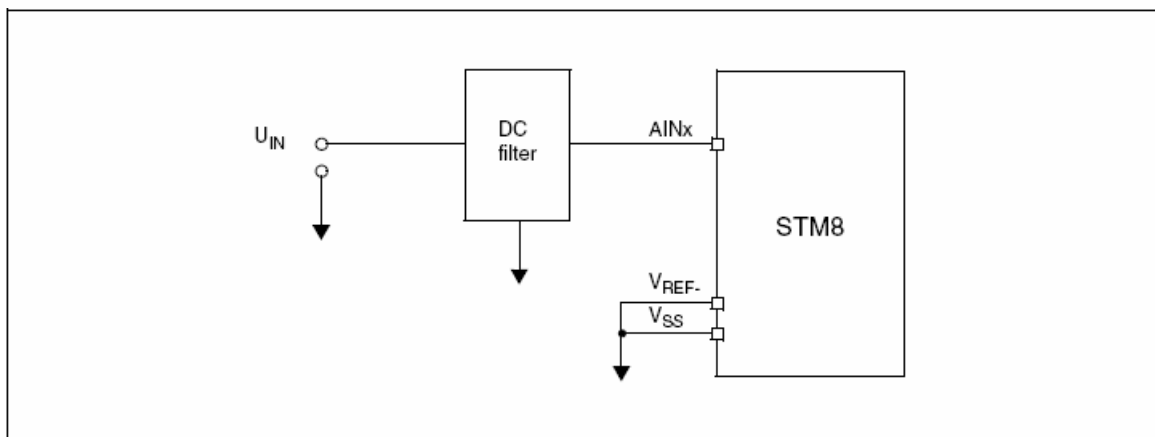 U_IN
DC
filter
AINx
STM8
V_REF-
V_SS